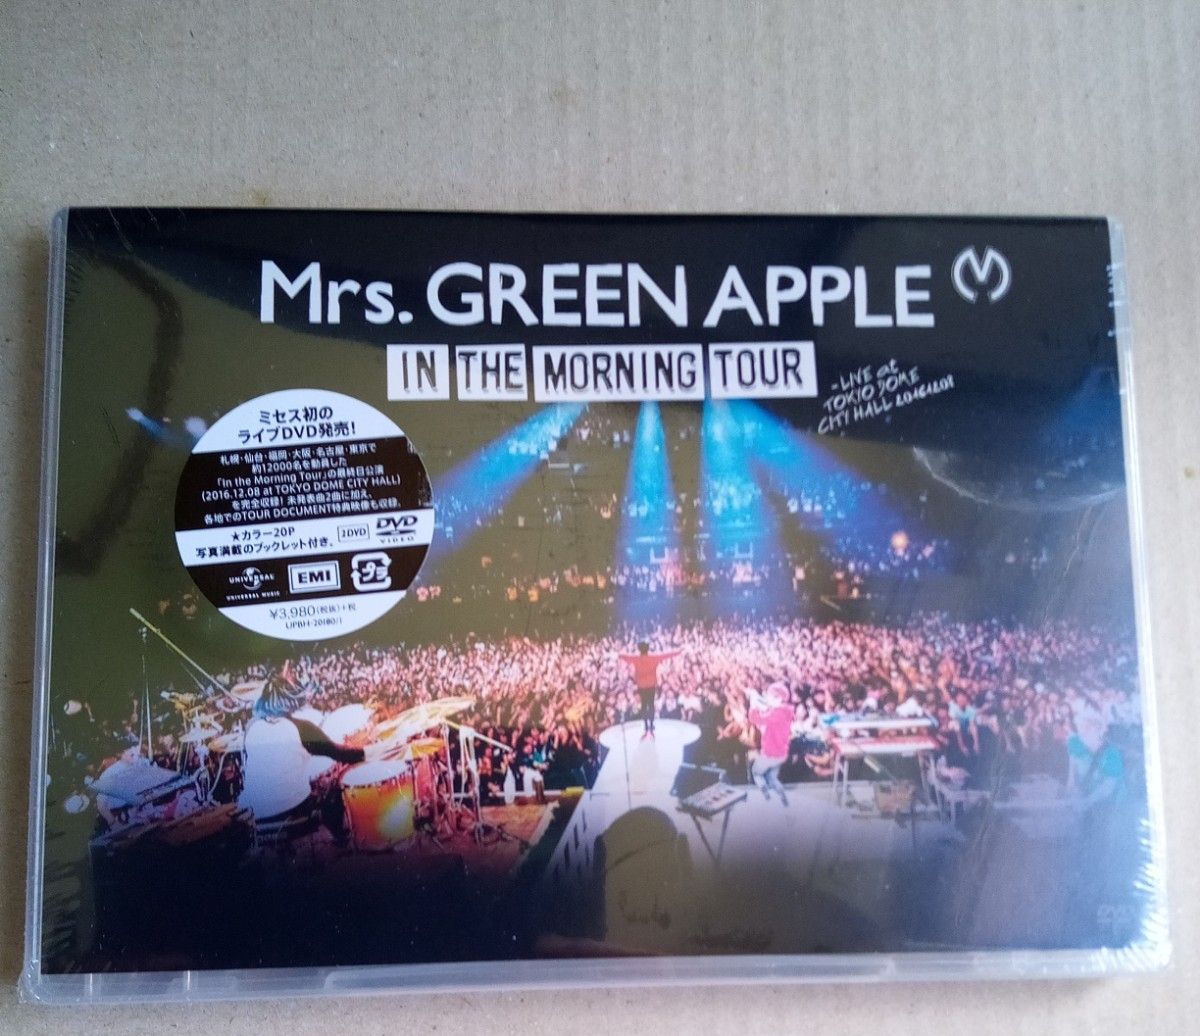 Mrs. GREEN APPLE
IN THE MORNING TOUR
-LIVE at
TOKYO DOME
CITY HALL 20161208
ミセス初の
ライブDVD発売!
札幌・仙台・福岡・大阪・名古屋・東京で
約12000名を動員した
「In the Morning Tour」の最終日公演
(2016.12.08 at TOKYO DOME CITY HALL)
を完全収録! 未発表曲2曲に加え、
各地でのTOUR DOCUMENT特典映像も収録。
★カラー20P
写真満載のブックレット付き。
2DVD
DVD
VIDEO
UNIVERSAL
UNIVERSAL MUSIC
EMI
プラ
¥3,980(税抜)+税
UPBH-20180/1
DVD